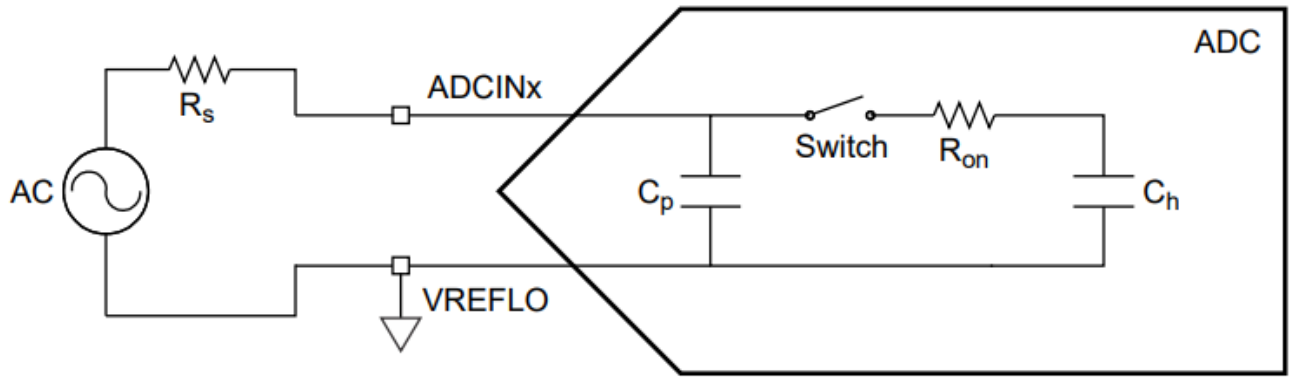 ADC
ADCINx
Rs
Switch
Ron
AC
Cp
Ch
VREFLO